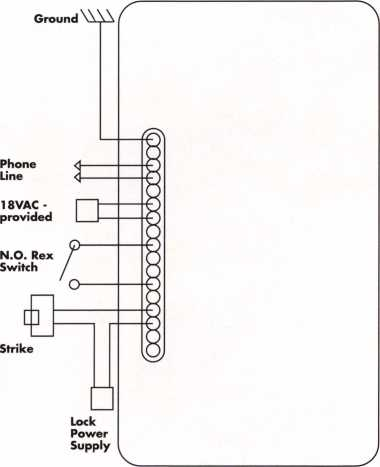 Ground
Phone
Line
18VAC -
provided
N.O. Rex
Switch
Strike
Lock
Power
Supply